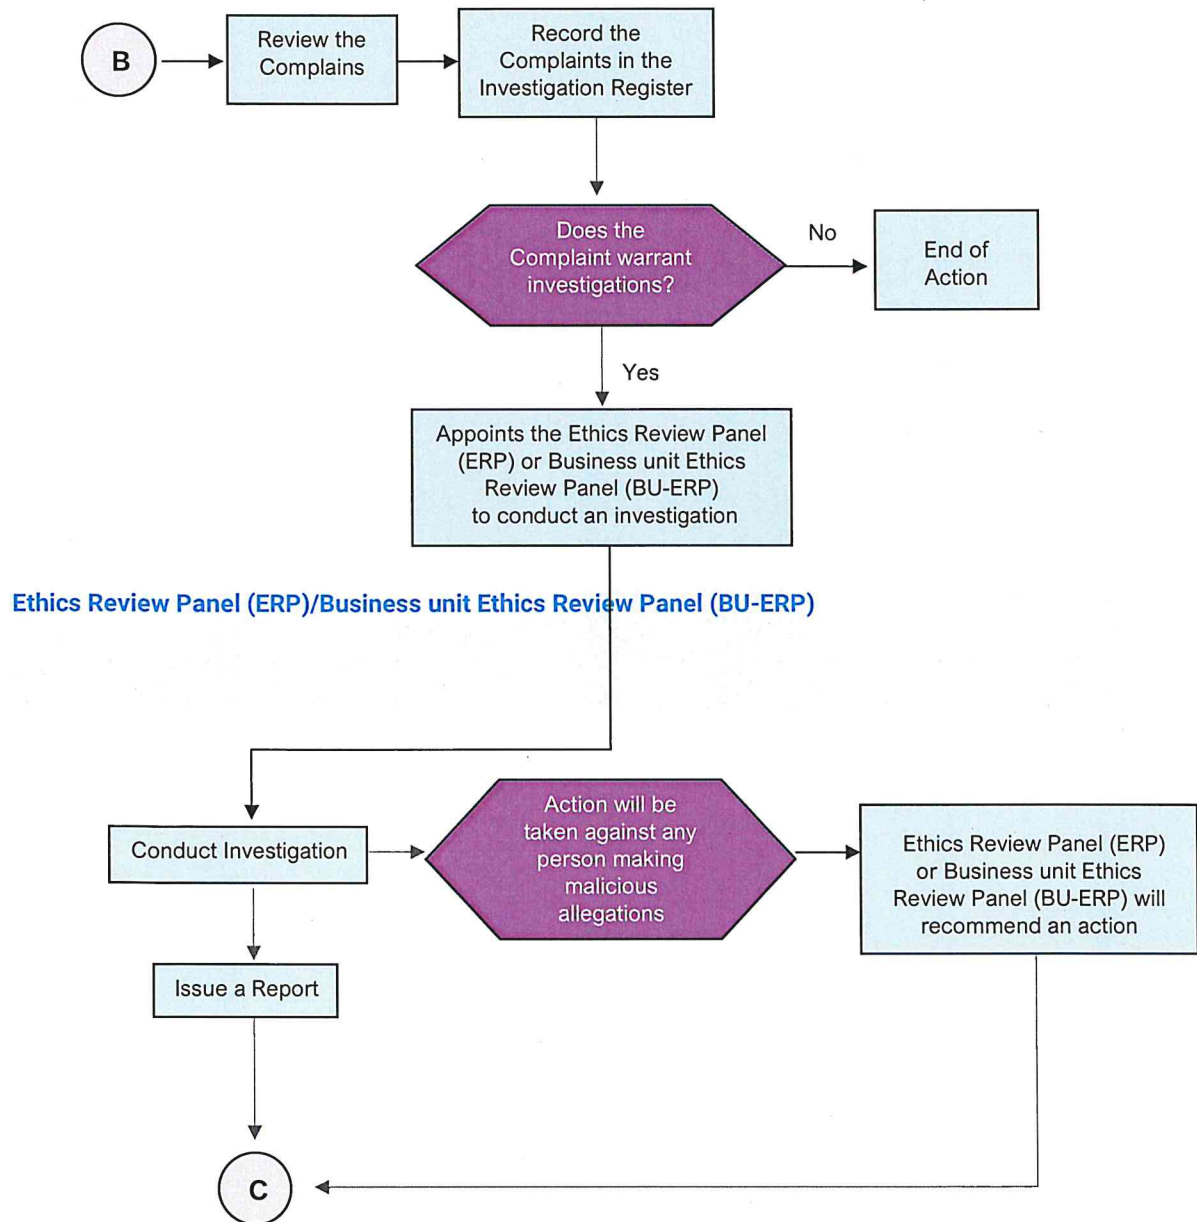 B
Review the
Complains
Record the
Complaints in the
Investigation Register
Does the
Complaint warrant
investigations?
No
End of
Action
Yes
Appoints the Ethics Review Panel
(ERP) or Business unit Ethics
Review Panel (BU-ERP)
to conduct an investigation
Ethics Review Panel (ERP)/Business unit Ethics Review Panel (BU-ERP)
Conduct Investigation
Action will be
taken against any
person making
malicious
allegations
Ethics Review Panel (ERP)
or Business unit Ethics
Review Panel (BU-ERP) will
recommend an action
Issue a Report
C